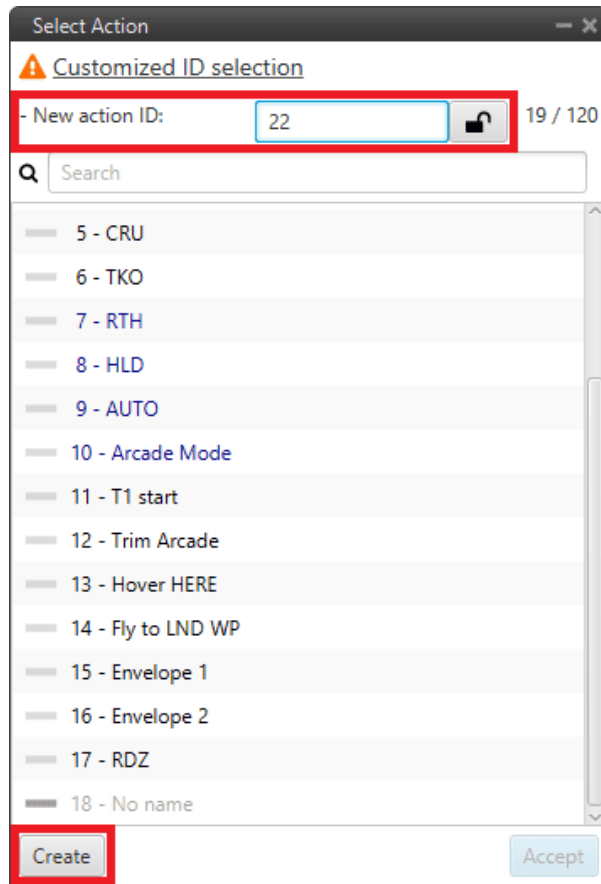 Select Action
Customized ID selection
- New action ID: 22 19 / 120
Search
5 - CRU
6 - TKO
7 - RTH
8 - HLD
9 - AUTO
10 - Arcade Mode
11 - T1 start
12 - Trim Arcade
13 - Hover HERE
14 - Fly to LND WP
15 - Envelope 1
16 - Envelope 2
17 - RDZ
18 - No name
Create Accept